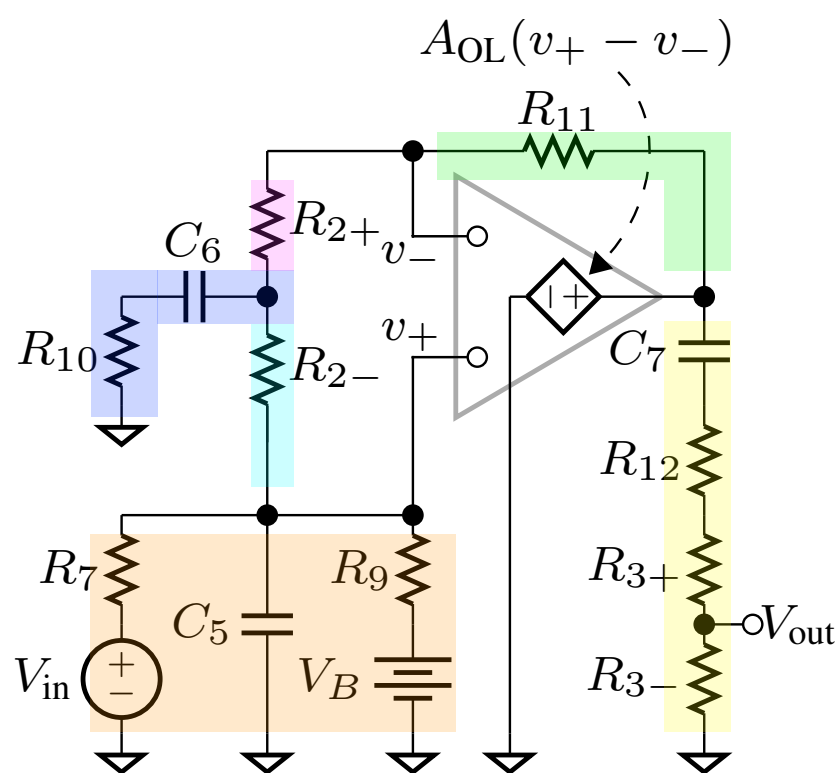 A_OL(v_+ − v_−)
R_11
R_2+
v_−
C_6
v_+
− +
R_10
R_2−
C_7
R_12
R_7
R_9
R_3+
C_5
V_out
V_in
+
−
V_B
R_3−